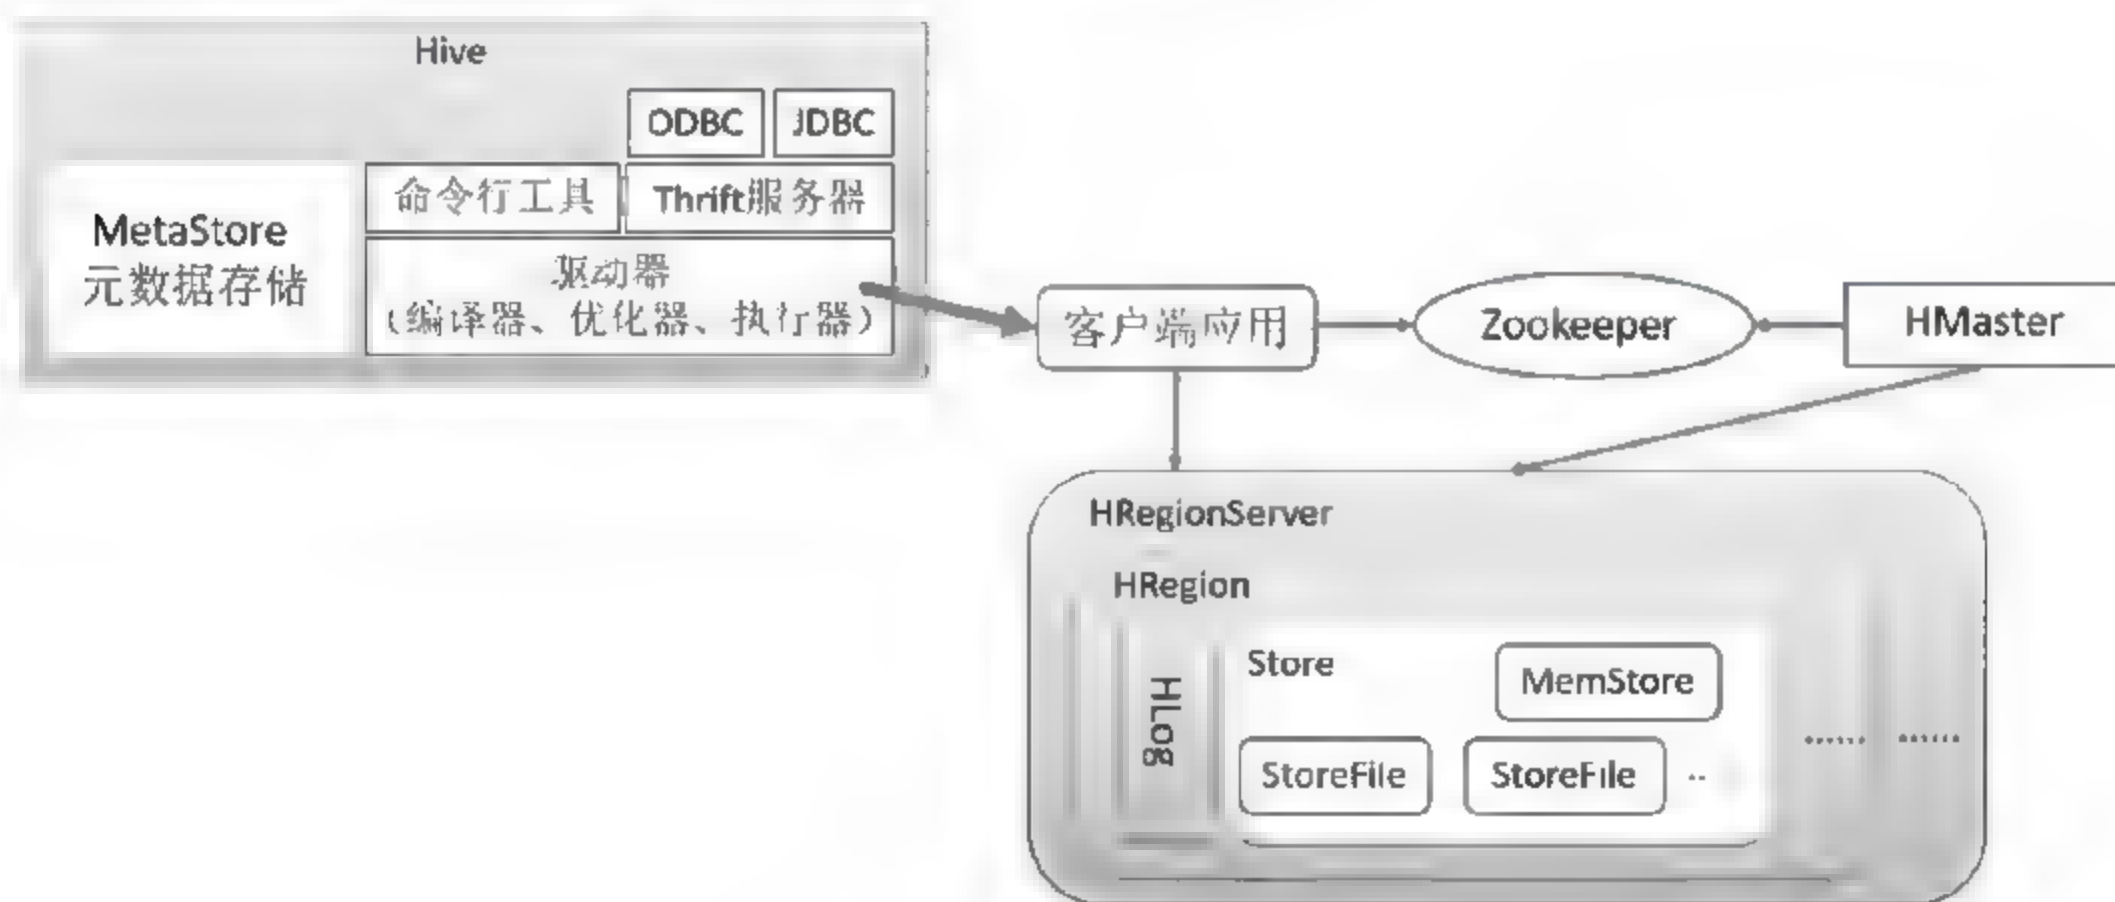 Hive
ODBC
JDBC
命令行工具
Thrift服务器
MetaStore
元数据存储
驱动器
（编译器、优化器、执行器）
客户端应用
Zookeeper
HMaster
HRegionServer
HRegion
HLog
Store
MemStore
StoreFile
StoreFile
..
......
......